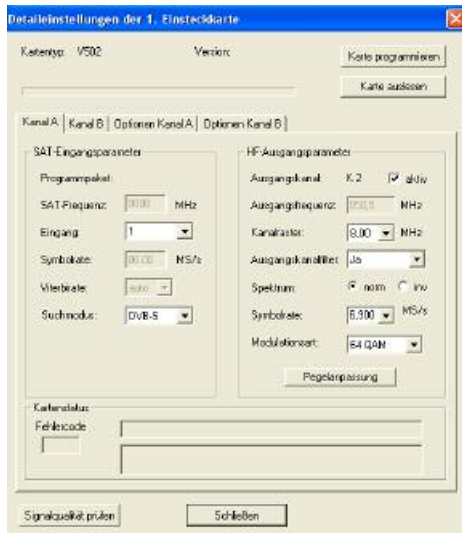 Detaileinstellungen der 1. Einsteckkarte
Kartentyp: V502 Version:
Karte programmieren
Karte auslesen
Kanal A Kanal B Optionen Kanal A Optionen Kanal B
SAT-Eingangsparameter
Programmpaket:
SAT-Frequenz: MHz
Eingang: 1
Symbolrate: 00.00 MS/s
Viterbirate: auto
Suchmodus: DVB-S
HF-Ausgangsparameter
Ausgangskanal: K 2 aktiv
Ausgangsfrequenz: 050,5 MHz
Kanalraster: 8.00 MHz
Ausgangskanalfilter: Ja
Spektrum: norm inv
Symbolrate: 6.900 MS/s
Modulationsart: 64 QAM
Pegelanpassung
Kartenstatus
Fehlercode
Signalqualität prüfen
Schließen